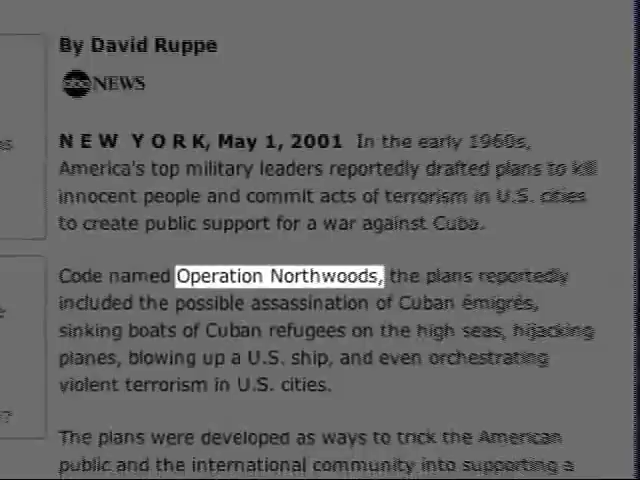 By David Ruppe
abc NEWS
NEW YORK, May 1, 2001 In the early 1960s,
America's top military leaders reportedly drafted plans to kill
innocent people and commit acts of terrorism in U.S. cities
to create public support for a war against Cuba.
Code named Operation Northwoods, the plans reportedly
included the possible assassination of Cuban émigrés,
sinking boats of Cuban refugees on the high seas, hijacking
planes, blowing up a U.S. ship, and even orchestrating
violent terrorism in U.S. cities.
The plans were developed as ways to trick the American
public and the international community into supporting a